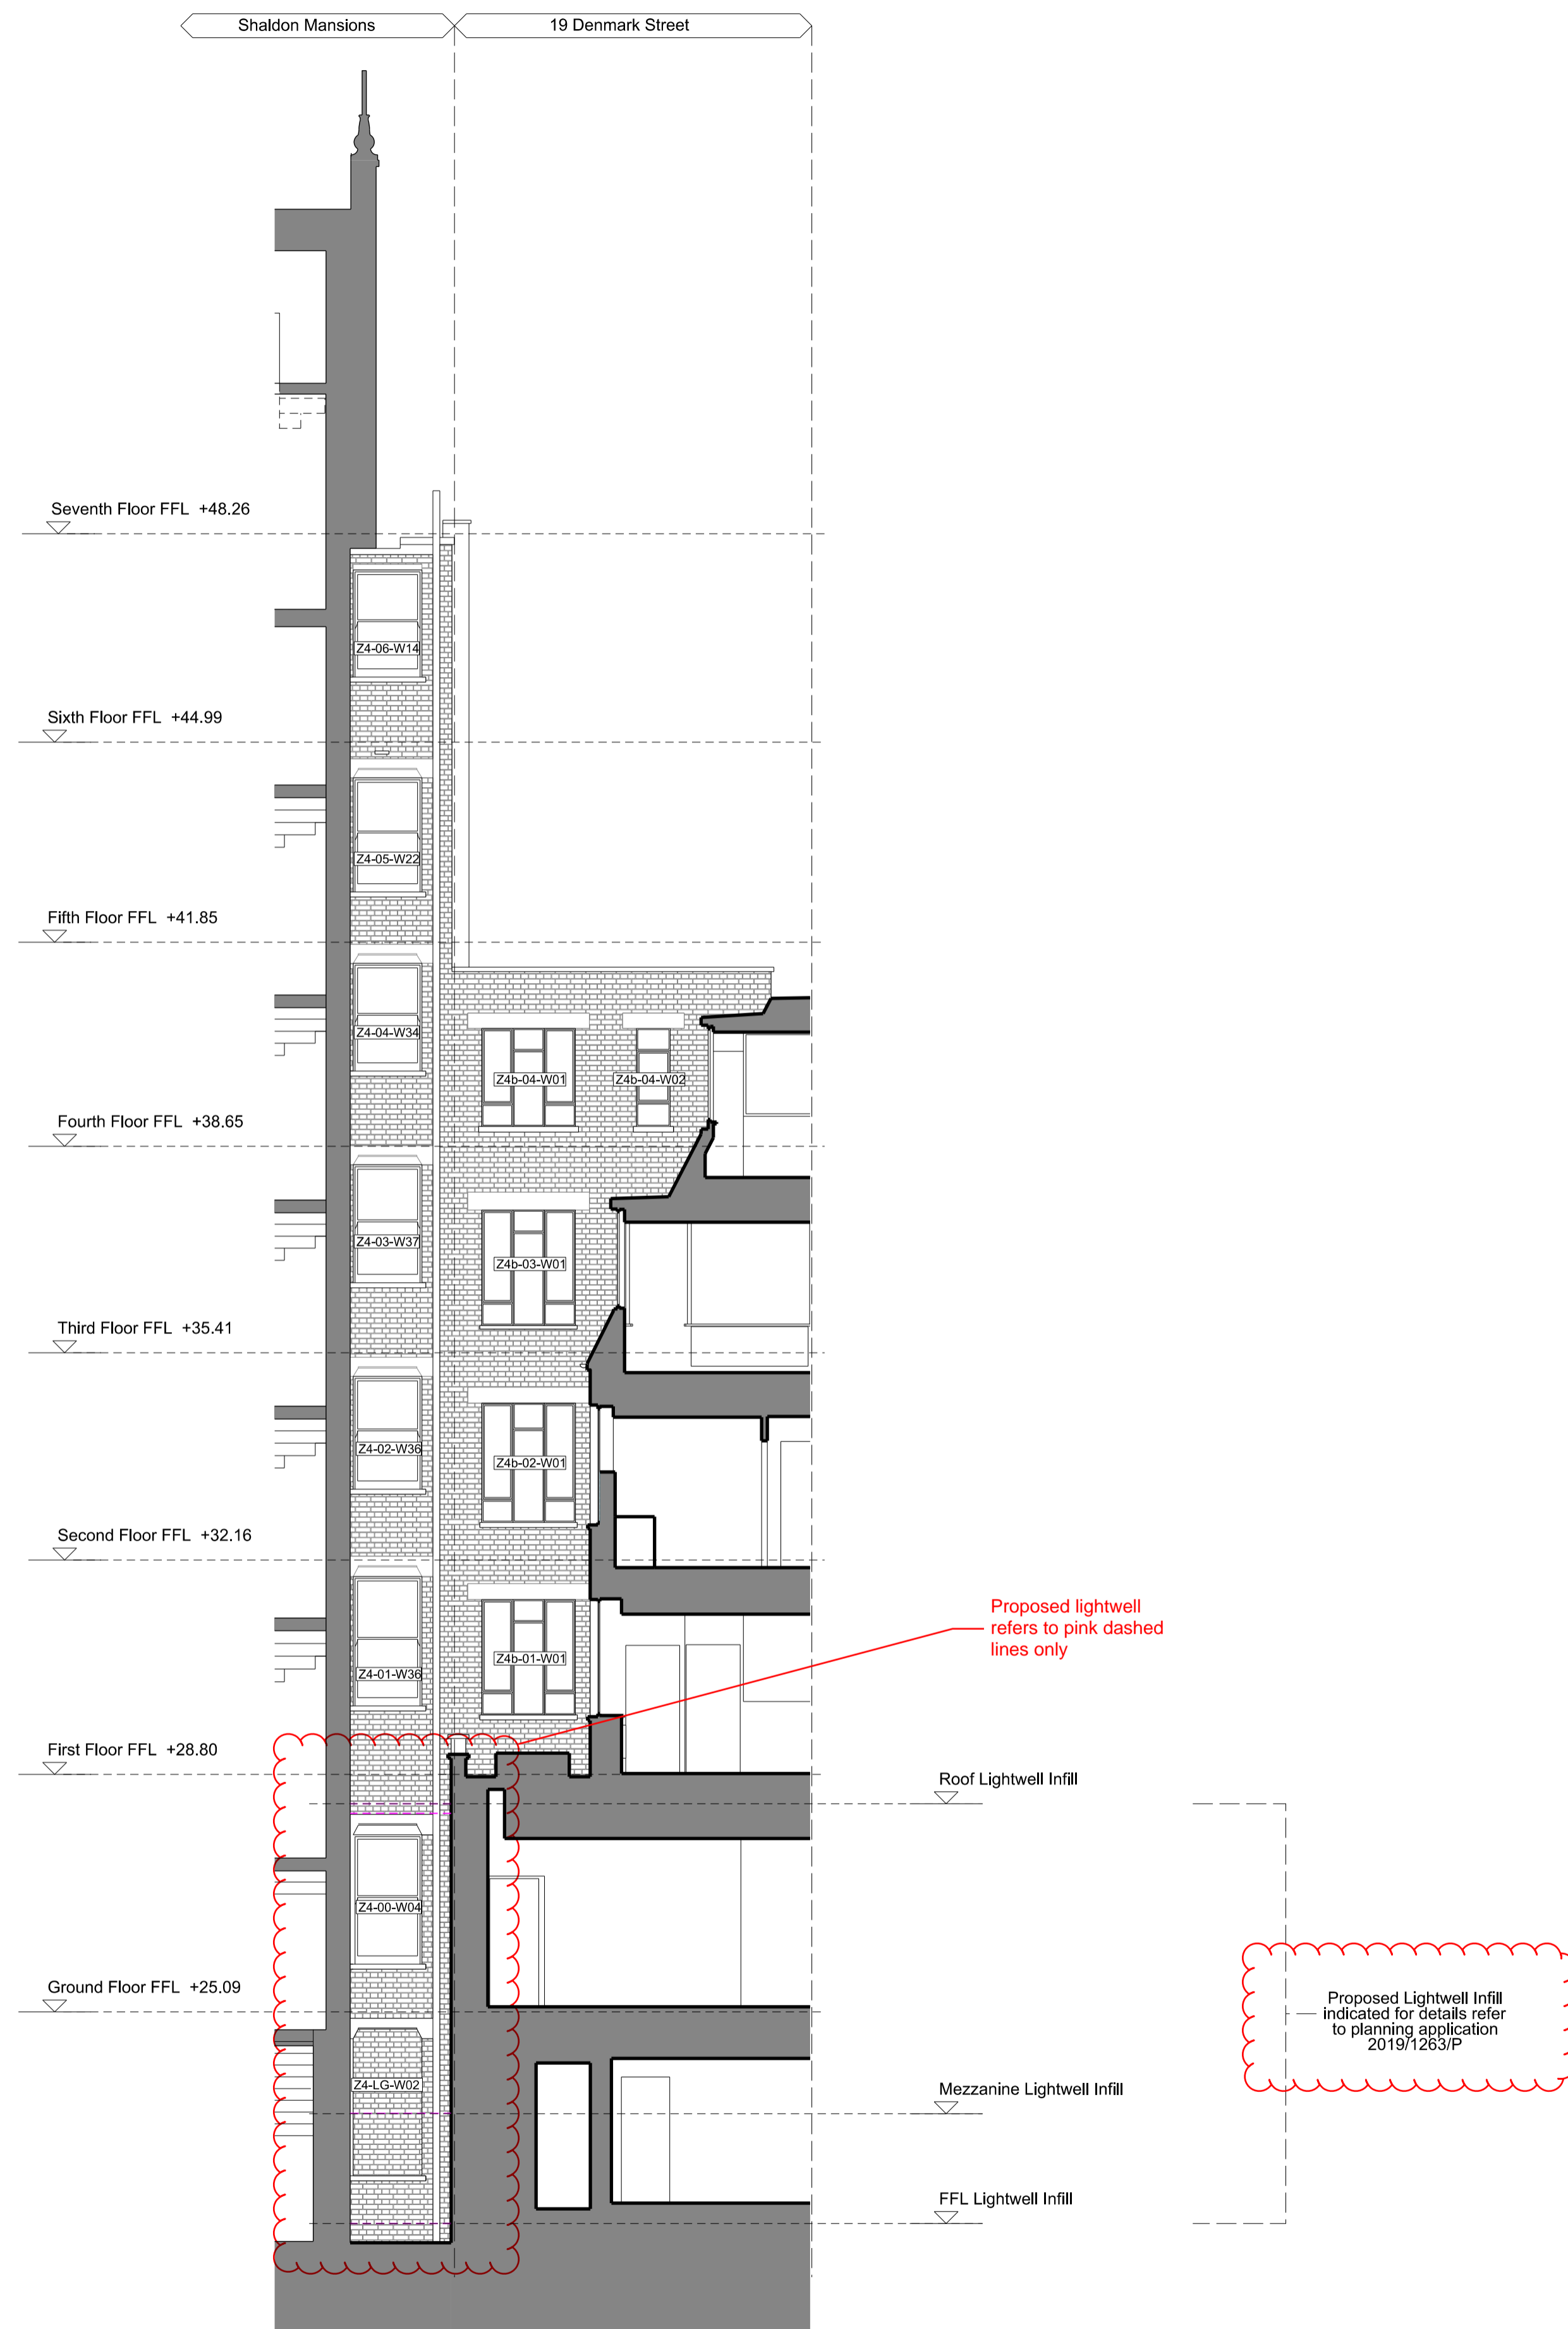 Shaldon Mansions
19 Denmark Street
Seventh Floor FFL +48.26
Z4-06-W14
Sixth Floor FFL +44.99
Z4-05-W22
Fifth Floor FFL +41.85
Z4-04-W34
Z4b-04-W01
Z4b-04-W02
Fourth Floor FFL +38.65
Z4-03-W37
Z4b-03-W01
Third Floor FFL +35.41
Z4-02-W36
Z4b-02-W01
Second Floor FFL +32.16
Proposed lightwell
refers to pink dashed
lines only
Z4-01-W36
Z4b-01-W01
First Floor FFL +28.80
Roof Lightwell Infill
Z4-00-W04
Ground Floor FFL +25.09
Proposed Lightwell Infill
indicated for details refer
to planning application
2019/1263/P
Z4-LG-W02
Mezzanine Lightwell Infill
FFL Lightwell Infill